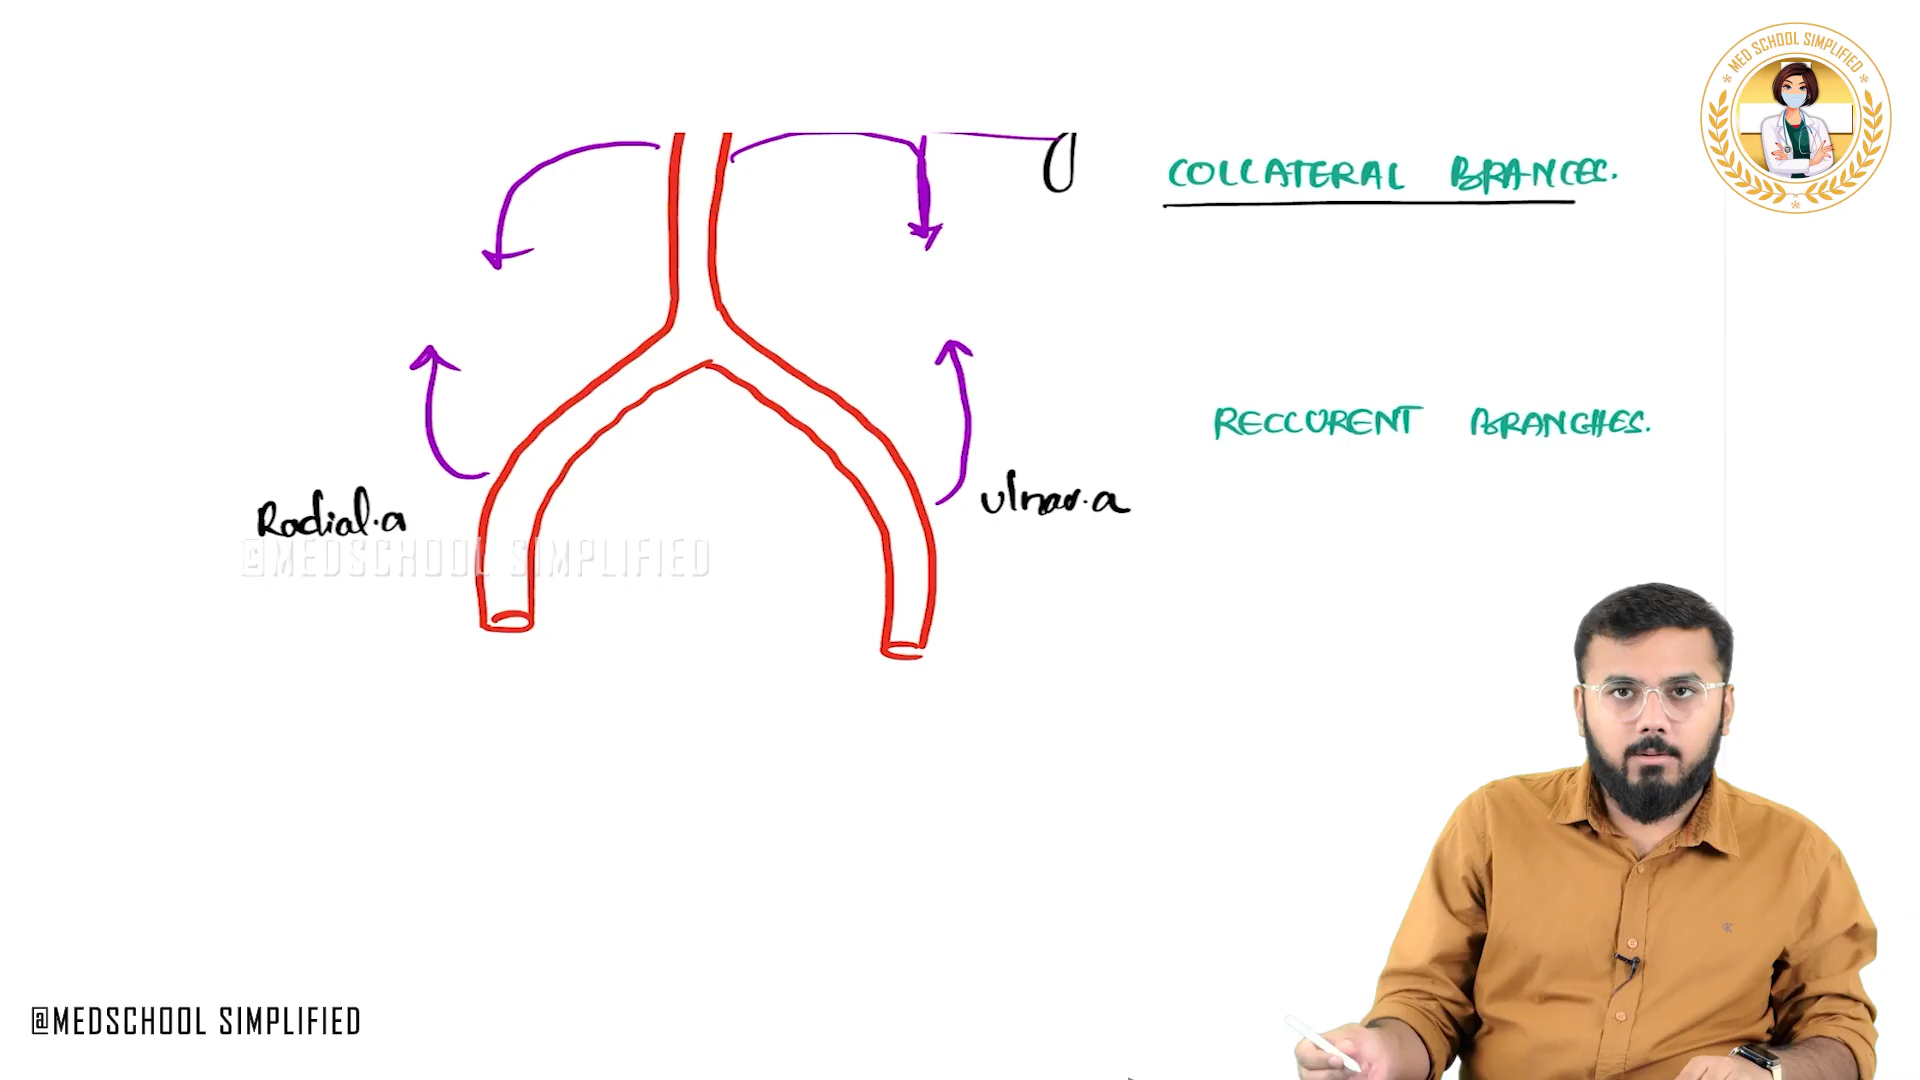 MED SCHOOL SIMPLIFIED
COLLATERAL BRANCES.
RECCURENT BRANCHES.
Radial.a
Ulnar.a
@MEDSCHOOL SIMPLIFIED
@MEDSCHOOL SIMPLIFIED